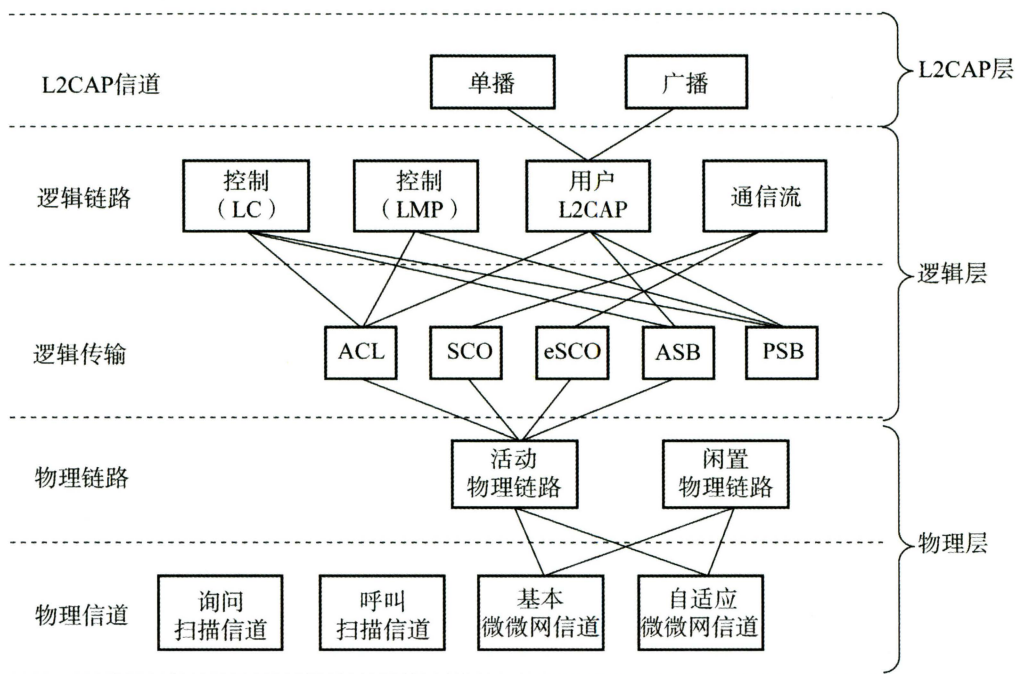 L2CAP信道
单播
广播
L2CAP层
逻辑链路
控制
（LC）
控制
（LMP）
用户
L2CAP
通信流
逻辑层
逻辑传输
ACL
SCO
eSCO
ASB
PSB
物理链路
活动
物理链路
闲置
物理链路
物理层
物理信道
询问
扫描信道
呼叫
扫描信道
基本
微微网信道
自适应
微微网信道